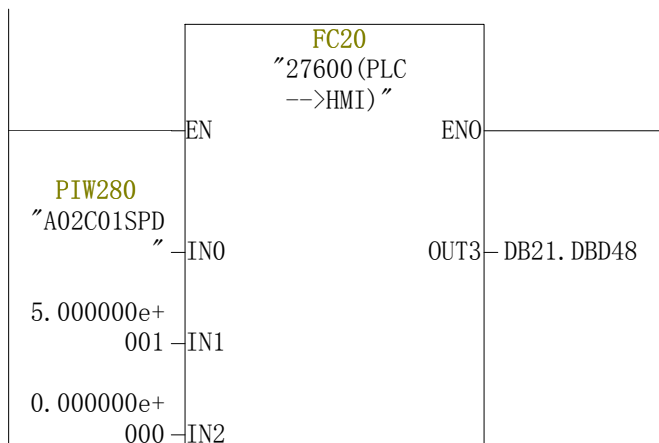 FC20
"27600(PLC
-->HMI)"
EN
ENO
PIW280
"A02C01SPD
"
IN0
OUT3
DB21.DBD48
5.000000e+
001
IN1
0.000000e+
000
IN2